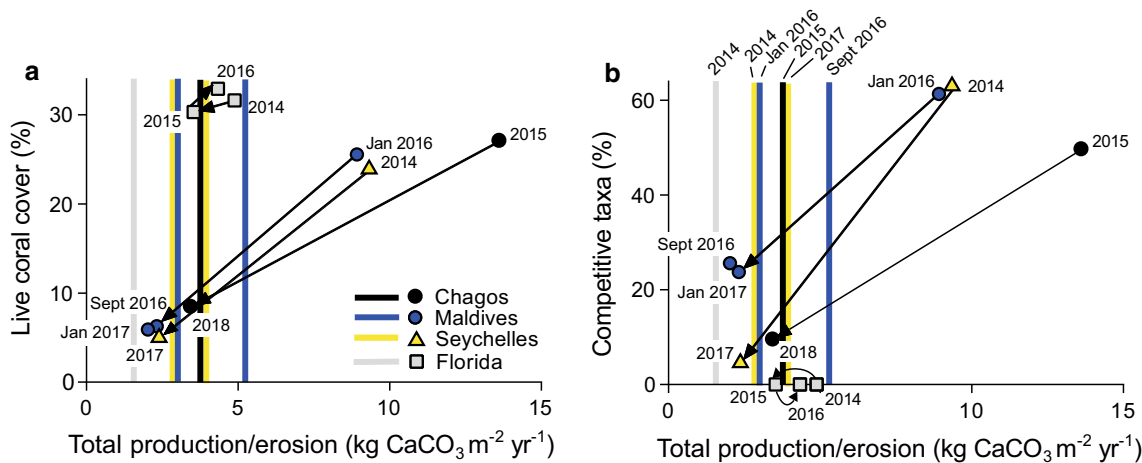 a
Live coral cover (%)
30
20
10
0
0
5
10
15
Total production/erosion (kg CaCO3 m-2 yr-1)
2016
2015
2014
Jan 2016
2014
2015
Sept 2016
Jan 2017
2017
2018
Chagos
Maldives
Seychelles
Florida
b
Competitive taxa (%)
60
40
20
0
0
10
15
Total production/erosion (kg CaCO3 m-2 yr-1)
2014
2014
Jan 2016
2015
2017
Sept 2016
Jan 2016
2014
2015
Sept 2016
Jan 2017
2017
2018
2015
2016
2014